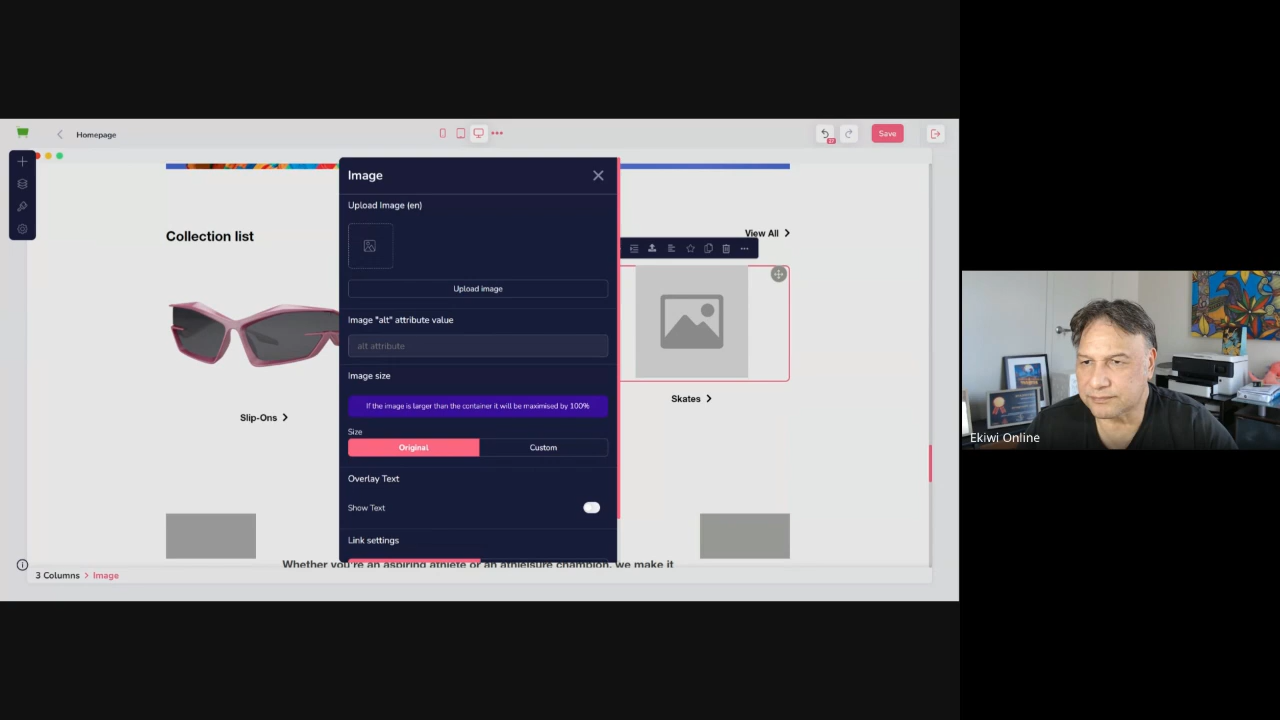 Homepage
Save
Image
Upload Image (en)
Collection list
View All
Upload image
Image "alt" attribute value
alt attribute
Image size
If the image is larger than the container it will be maximised by 100%
Skates
Slip-Ons
Size
Original
Custom
Ekiwi Online
Overlay Text
Show Text
Link settings
Whether you're an aspiring athlete or an athleisure champion, we make it
3 Columns > Image